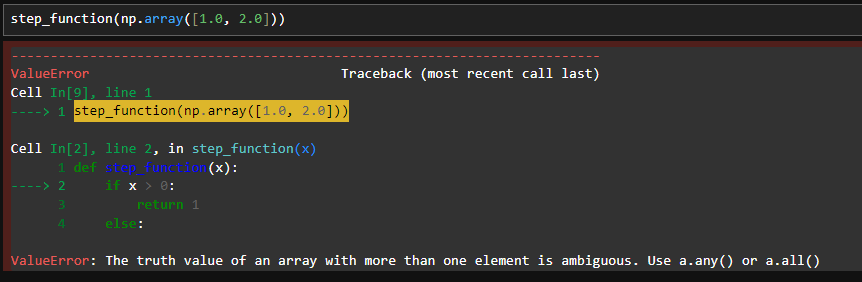 step_function(np.array([1.0, 2.0]))
---------------------------------------------------------------------------
ValueError                                Traceback (most recent call last)
Cell In[9], line 1
----> 1 step_function(np.array([1.0, 2.0]))

Cell In[2], line 2, in step_function(x)
      1 def step_function(x):
----> 2     if x > 0:
      3         return 1
      4     else:

ValueError: The truth value of an array with more than one element is ambiguous. Use a.any() or a.all()